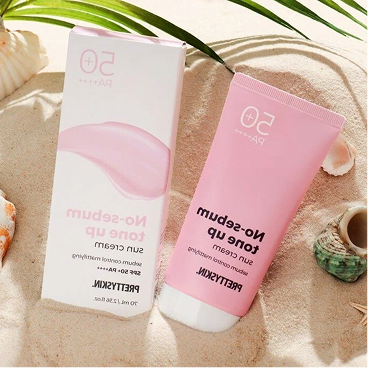 50+
PA++++
No-sebum
tone up
sun cream
sebum control mattifying
SPF 50+ PA++++
PRETTYSKIN.
70 mL / 2.36 fl.oz.
50+
PA++++
No-sebum
tone up
sun cream
sebum control mattifying
PRETTYSKIN.